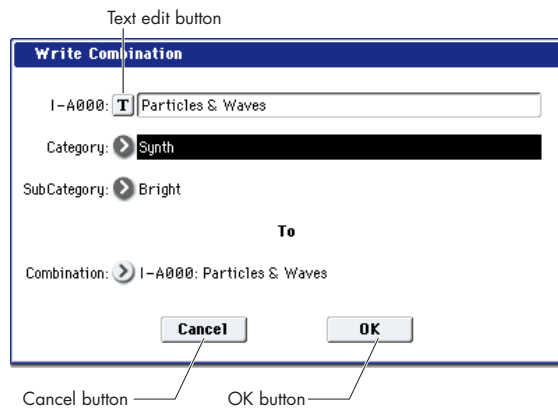 Text edit button
Write Combination
I-A000: T Particles & Waves
Category: Synth
SubCategory: Bright
To
Combination: I-A000: Particles & Waves
Cancel OK
Cancel button OK button